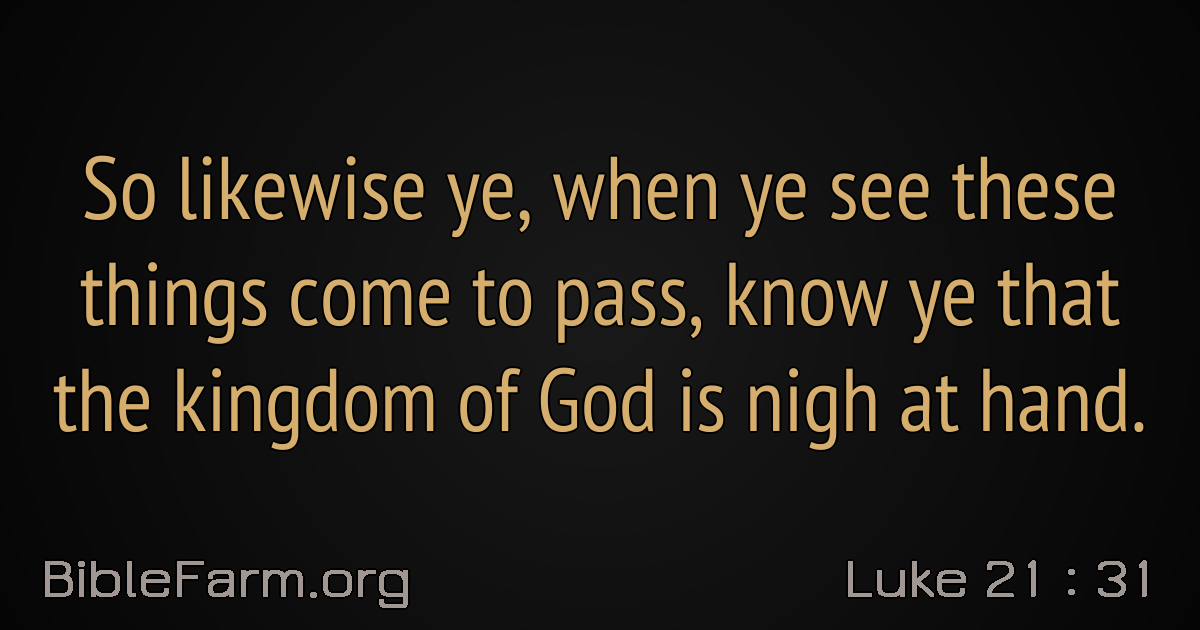 So likewise ye, when ye see these
things come to pass, know ye that
the kingdom of God is nigh at hand.
BibleFarm.org
Luke 21 : 31